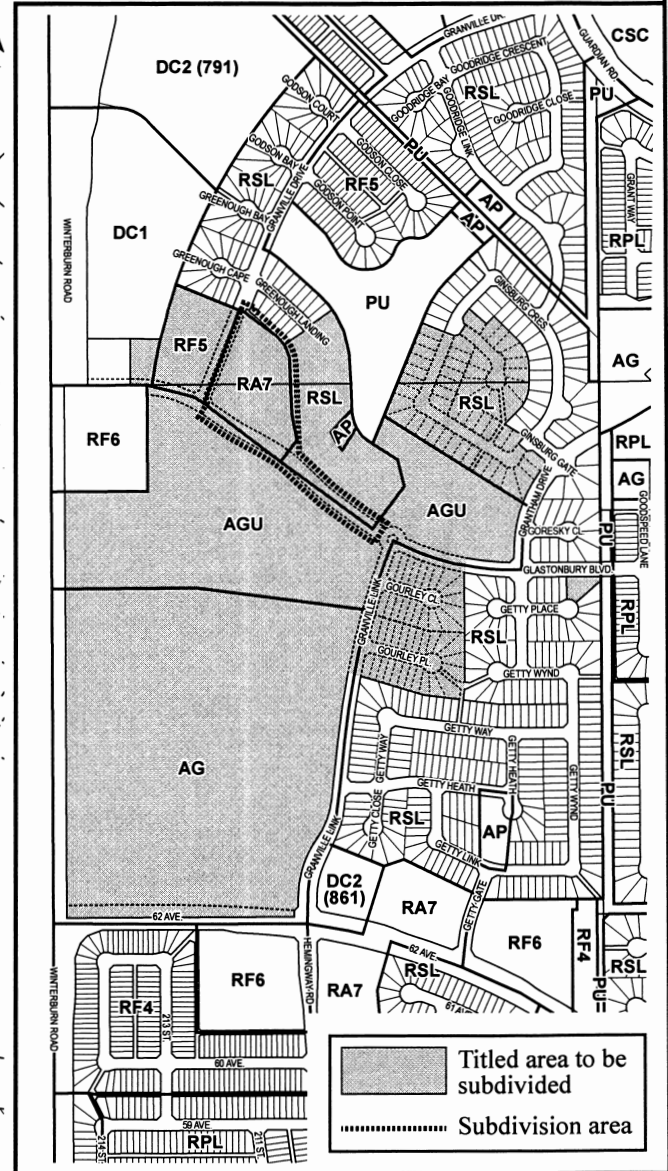 GRANVILLE DR.
CSC
GUARDIAN RD
DC2 (791)
GOODRIDGE CRESCENT
GOODRIDGE BAY
RSL
PU
GODSON COURT
GOODRIDGE LINK
GOODRIDGE CLOSE
PU
GODSON BAY
GODSON CLOSE
GRANT WAY
RSL
RF5
GODSON POINT
AP
AP
GREENOUGH BAY
GRANVILLE DRIVE
WINTERBURN ROAD
DC1
RPL
GREENOUGH CAPE
GREENOUGH LANDING
PU
GINSBURG CRES
RF5
AG
RA7
RSL
RSL
AP
RF6
GINSBURG GATE
RPL
AG
GRANTHAM DRIVE
GOODSPEED LANE
AGU
AGU
GORESKY CL.
PU
GLASTONBURY BLVD.
GRANVILLE LINK
GOURLEY CL.
GETTY PLACE
RPL
RSL
GOURLEY PL.
GETTY WYND
GETTY WAY
RSL
GETTY WAY
GETTY HEATH
AG
GETTY HEATH
GETTY WYND
PU
GETTY CLOSE
RSL
AP
GRANVILLE LINK
GETTY LINK
DC2
(861)
RA7
GETTY GATE
62 AVE.
RF6
RF4
HEMINGWAY RD
62 AVE.
RSL
WINTERBURN ROAD
RF6
RA7
RSL
PU
RF4
213 ST.
61 AVE.
60 AVE.
59 AVE.
214 ST.
RPL
211 ST.
Titled area to be
subdivided
Subdivision area